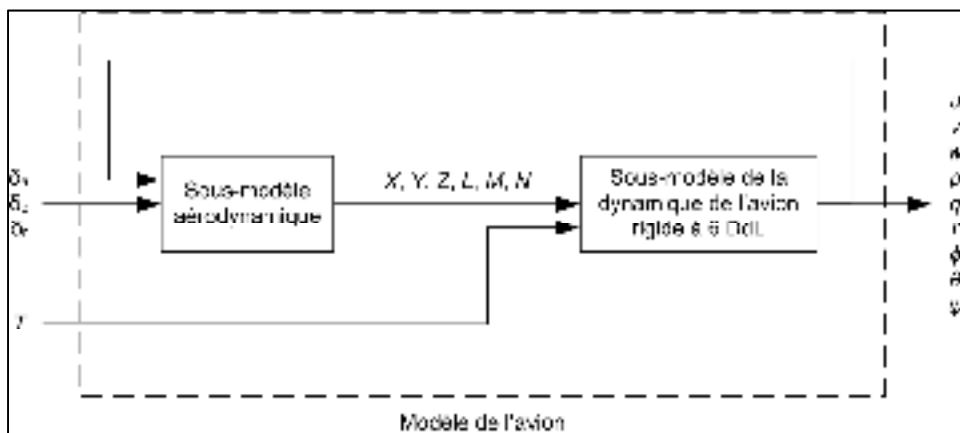 Sous-modèle
aérodynamique
X, Y, Z, L, M, N
Sous-modèle de la
dynamique de l'avion
rigide à 6 DdL
T
p
q
r
ϕ
θ
ψ
Modèle de l'avion